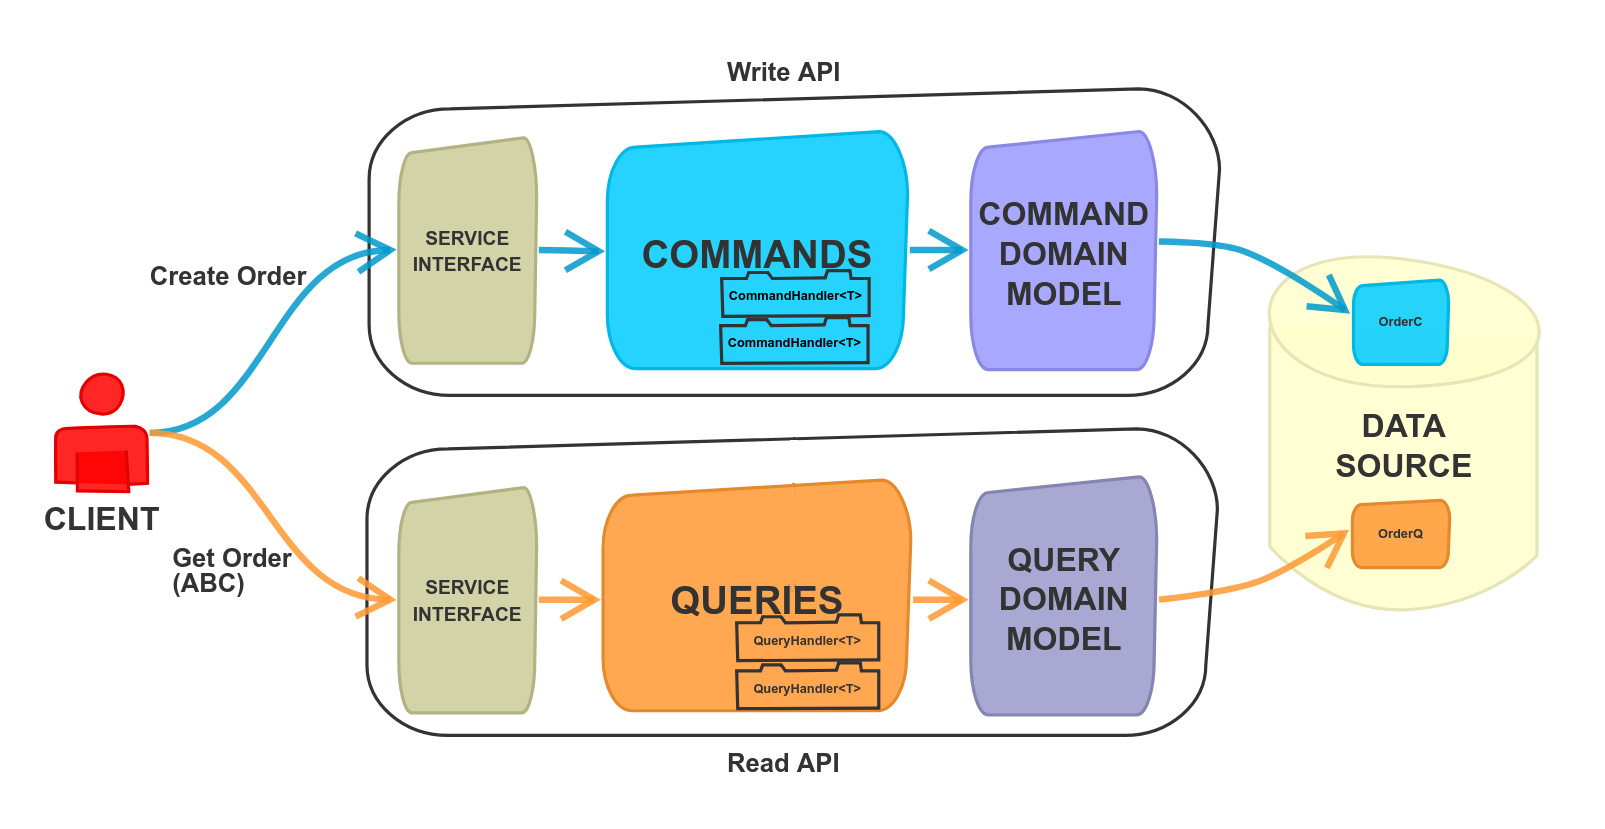 Write API
Create Order
SERVICE
INTERFACE
COMMANDS
CommandHandler<T>
CommandHandler<T>
COMMAND
DOMAIN
MODEL
OrderC
DATA
SOURCE
OrderQ
CLIENT
Get Order
(ABC)
SERVICE
INTERFACE
QUERIES
QueryHandler<T>
QueryHandler<T>
QUERY
DOMAIN
MODEL
Read API